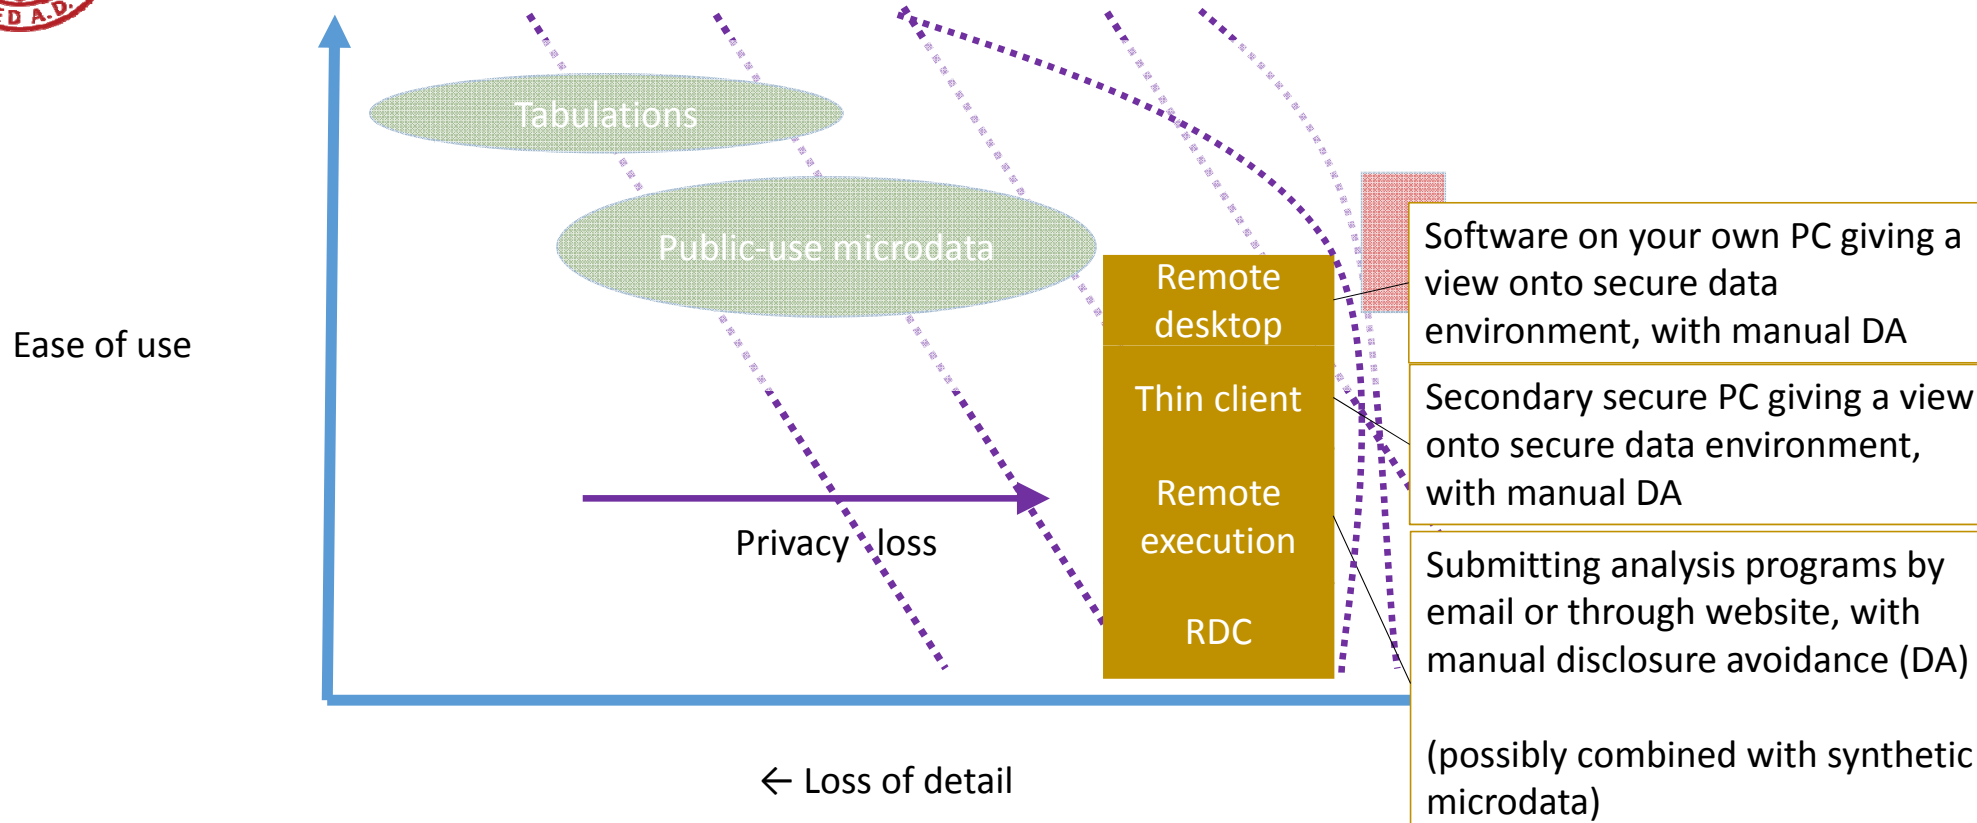 ED A.D.
Tabulations
Public-use microdata
Ease of use
Remote
desktop
Thin client
Remote
execution
RDC
Privacy loss
← Loss of detail
Software on your own PC giving a
view onto secure data
environment, with manual DA
Secondary secure PC giving a view
onto secure data environment,
with manual DA
Submitting analysis programs by
email or through website, with
manual disclosure avoidance (DA)
(possibly combined with synthetic
microdata)